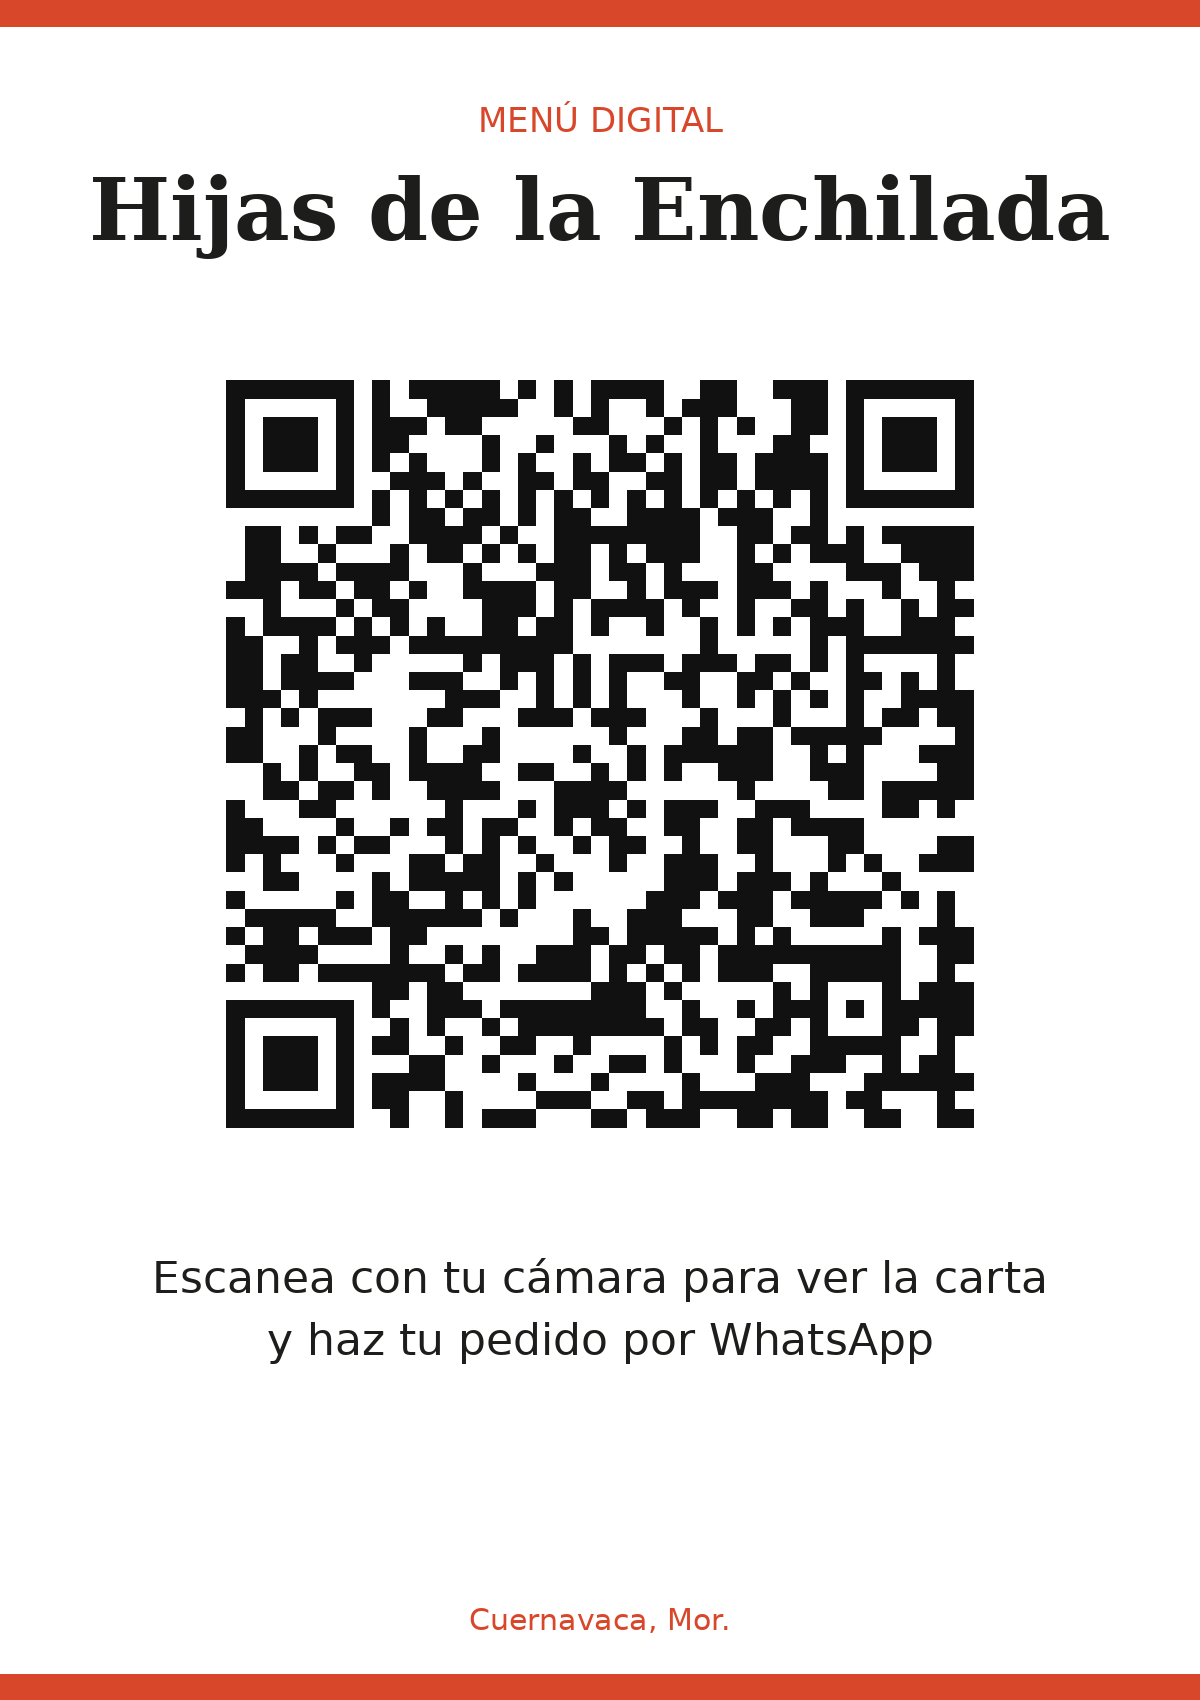 MENÚ DIGITAL
Hijas de la Enchilada
Escanea con tu cámara para ver la carta
y haz tu pedido por WhatsApp
Cuernavaca, Mor.